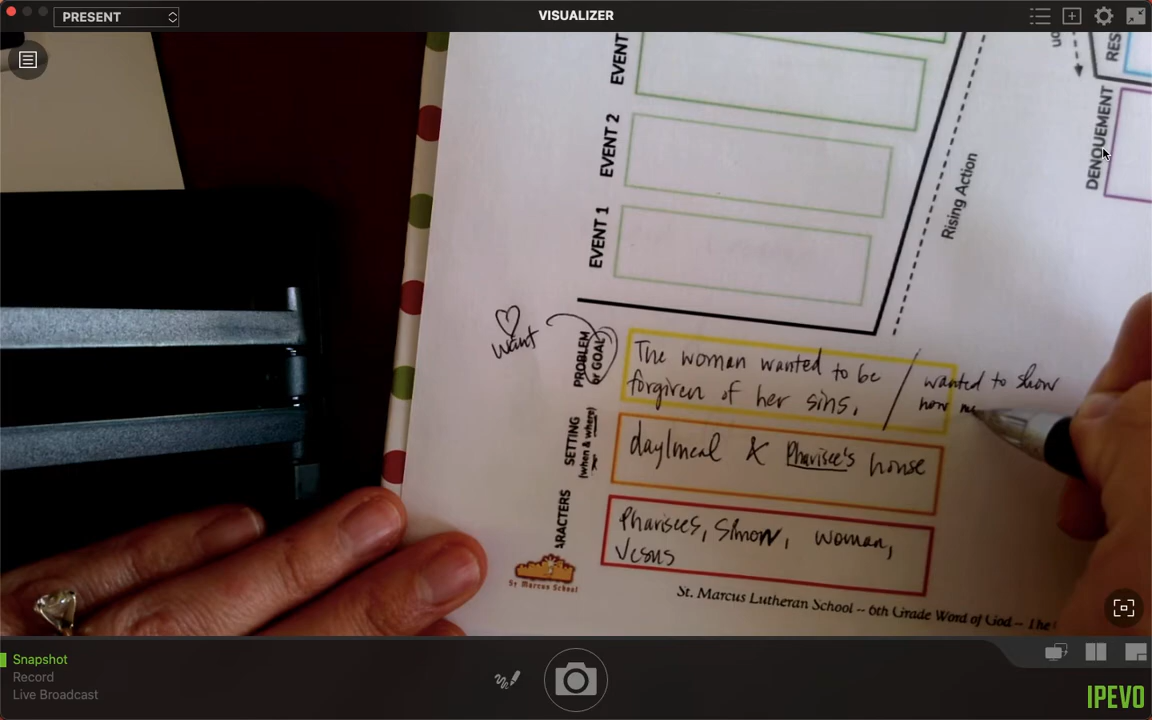 PRESENT
VISUALIZER
EVENT
EVENT 2
EVENT 1
Rising Action
RES
DENOUEMENT
want
PROBLEM
or GOAL
The woman wanted to be
forgiven of her sins.
/ wanted to show
how
SETTING
(when & where)
day/meal & Pharisee's house
ARACTERS
Pharisees, Simon, woman,
Jesus
St Marcus School
St. Marcus Lutheran School -- 6th Grade Word of God -- The
Snapshot
Record
Live Broadcast
IPEVO